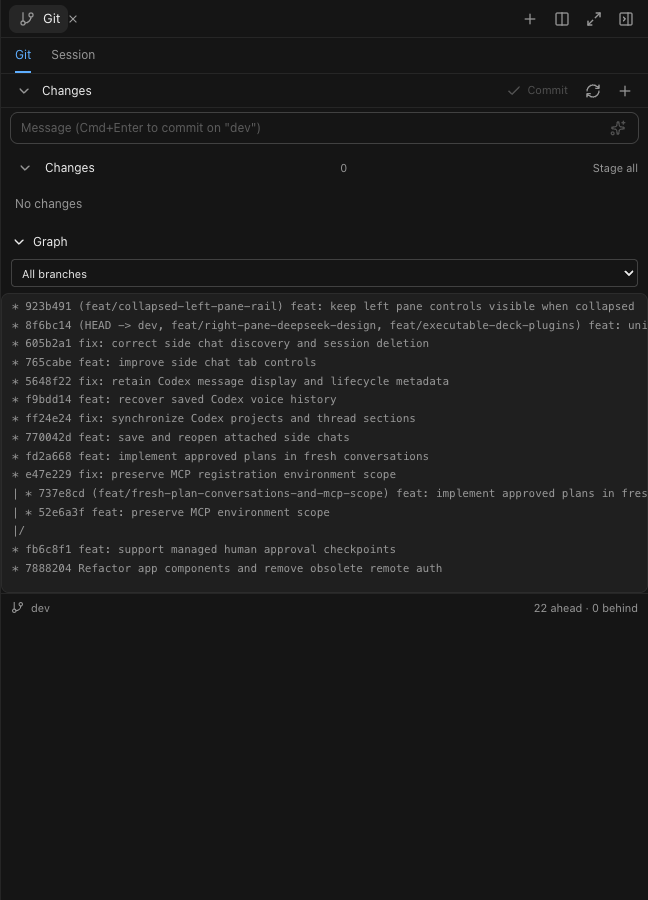 Git
Git Session
Changes Commit
Message (Cmd+Enter to commit on "dev")
Changes 0 Stage all
No changes
Graph
All branches
* 923b491 (feat/collapsed-left-pane-rail) feat: keep left pane controls visible when collapsed
* 8f6bc14 (HEAD -> dev, feat/right-pane-deepseek-design, feat/executable-deck-plugins) feat: uni
* 605b2a1 fix: correct side chat discovery and session deletion
* 765cabe feat: improve side chat tab controls
* 5648f22 fix: retain Codex message display and lifecycle metadata
* f9bdd14 feat: recover saved Codex voice history
* ff24e24 fix: synchronize Codex projects and thread sections
* 770042d feat: save and reopen attached side chats
* fd2a668 feat: implement approved plans in fresh conversations
* e47e229 fix: preserve MCP registration environment scope
| * 737e8cd (feat/fresh-plan-conversations-and-mcp-scope) feat: implement approved plans in fres
| * 52e6a3f feat: preserve MCP environment scope
|/
* fb6c8f1 feat: support managed human approval checkpoints
* 7888204 Refactor app components and remove obsolete remote auth
dev 22 ahead · 0 behind